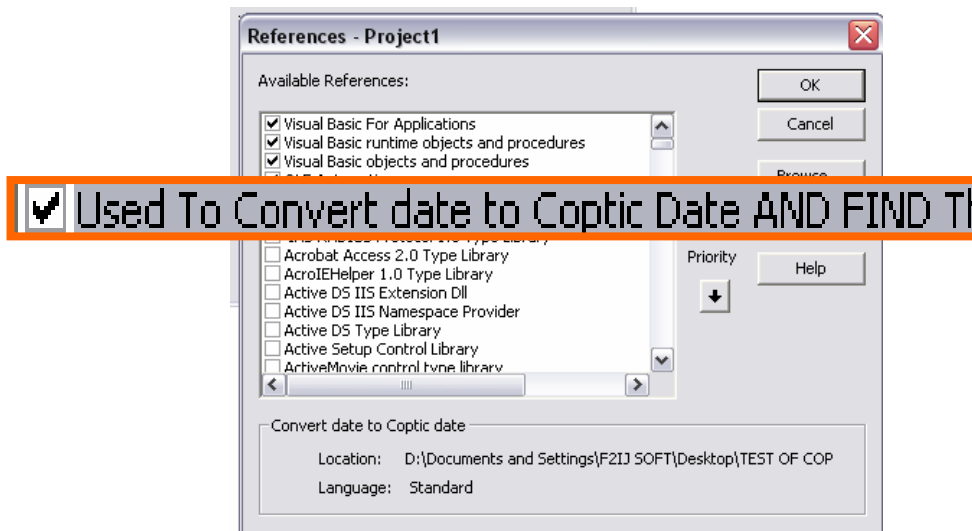 References - Project1
Available References:
OK
Visual Basic For Applications
Cancel
Visual Basic runtime objects and procedures
Visual Basic objects and procedures
Used To Convert date to Coptic Date AND FIND
Acrobat Access 2.0 Type Library
Priority
AcroIEHelper 1.0 Type Library
Help
Active DS IIS Extension Dll
Active DS IIS Namespace Provider
Active DS Type Library
Active Setup Control Library
ActiveMovie control type library
Convert date to Coptic date
Location: D:\Documents and Settings\F2IJ SOFT\Desktop\TEST OF COP
Language: Standard